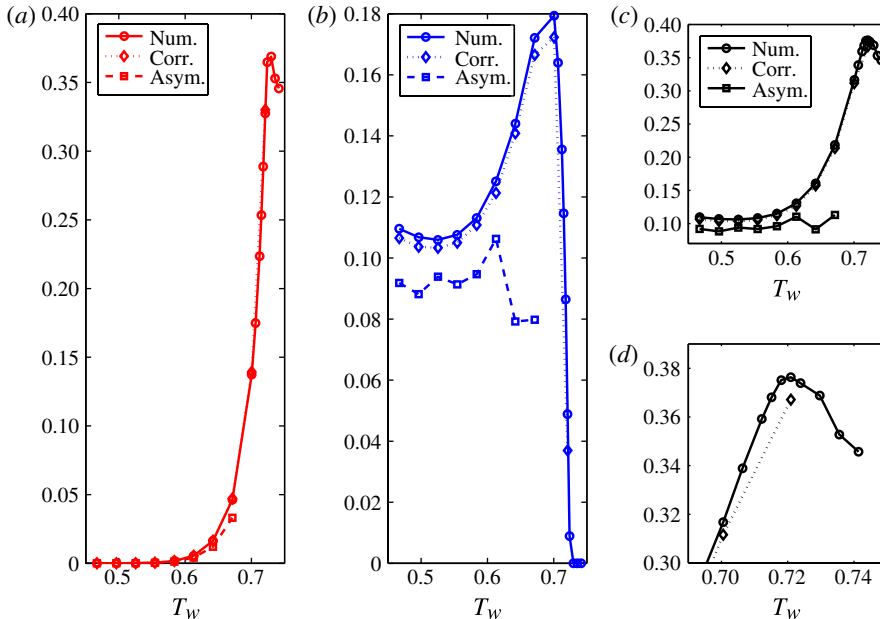 (a)
Num.
Corr.
Asym.
0.40
0.35
0.30
0.25
0.20
0.15
0.10
0.05
0
0.5
0.6
0.7
T_w
(b)
Num.
Corr.
Asym.
0.18
0.16
0.14
0.12
0.10
0.08
0.06
0.04
0.02
0
0.5
0.6
0.7
T_w
(c)
Num.
Corr.
Asym.
0.40
0.35
0.30
0.25
0.20
0.15
0.10
0.5
0.6
0.7
T_w
(d)
0.38
0.36
0.34
0.32
0.30
0.70
0.72
0.74
T_w